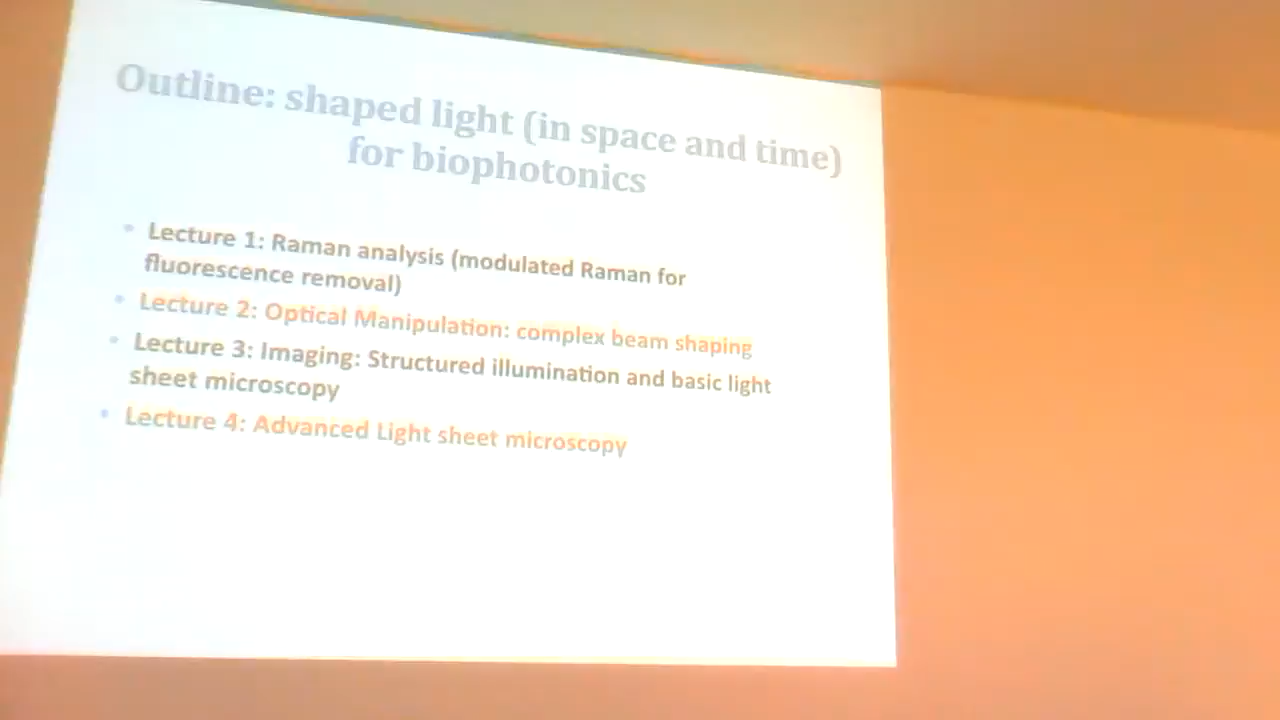 Outline: shaped light (in space and time)
for biophotonics
• Lecture 1: Raman analysis (modulated Raman for
fluorescence removal)
• Lecture 2: Optical Manipulation: complex beam shaping
• Lecture 3: Imaging: Structured illumination and basic light
sheet microscopy
• Lecture 4: Advanced Light sheet microscopy